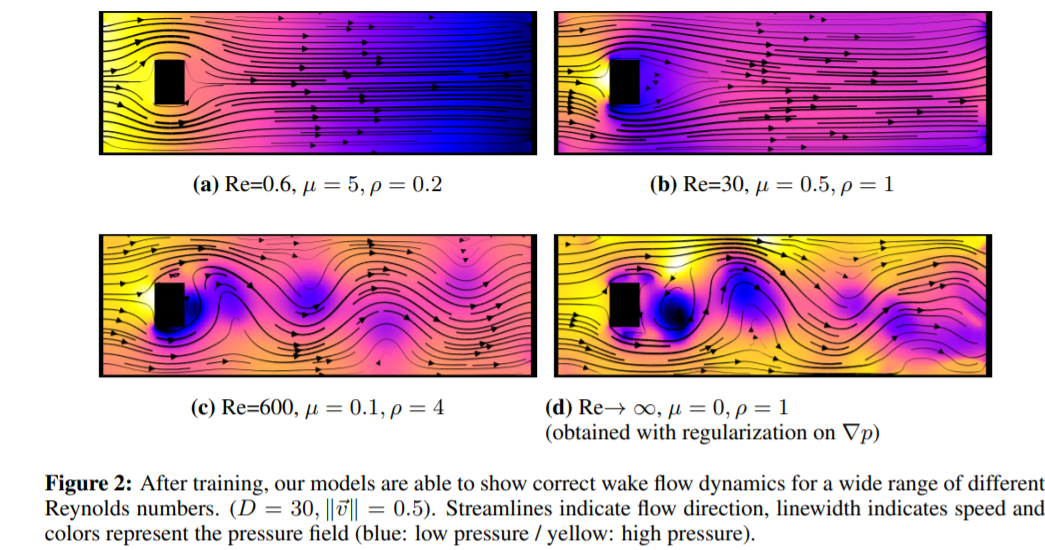 (a) Re=0.6, μ = 5, ρ = 0.2
(b) Re=30, μ = 0.5, ρ = 1
(c) Re=600, μ = 0.1, ρ = 4
(d) Re→ ∞, μ = 0, ρ = 1
(obtained with regularization on ∇p)
Figure 2: After training, our models are able to show correct wake flow dynamics for a wide range of different
Reynolds numbers. (D = 30, ||v⃗|| = 0.5). Streamlines indicate flow direction, linewidth indicates speed and
colors represent the pressure field (blue: low pressure / yellow: high pressure).